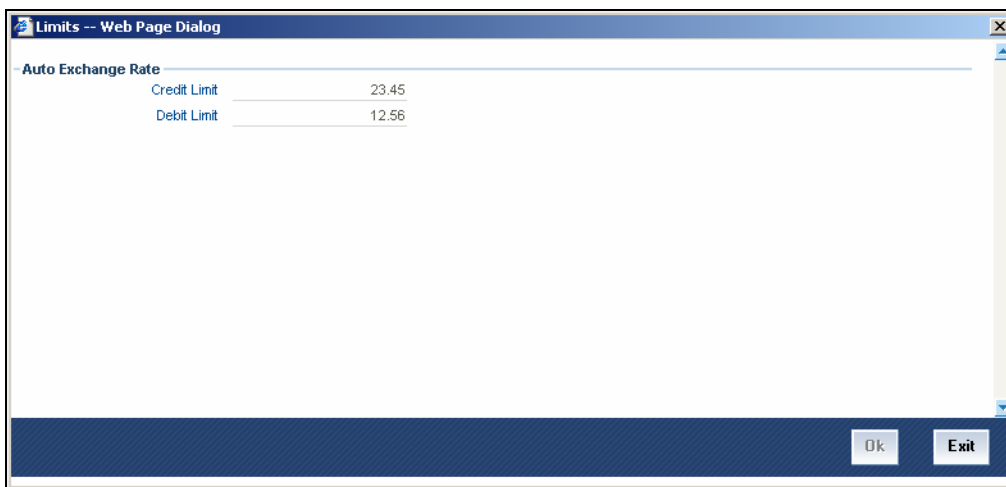 Limits -- Web Page Dialog
Auto Exchange Rate
Credit Limit 23.45
Debit Limit 12.56
Ok Exit